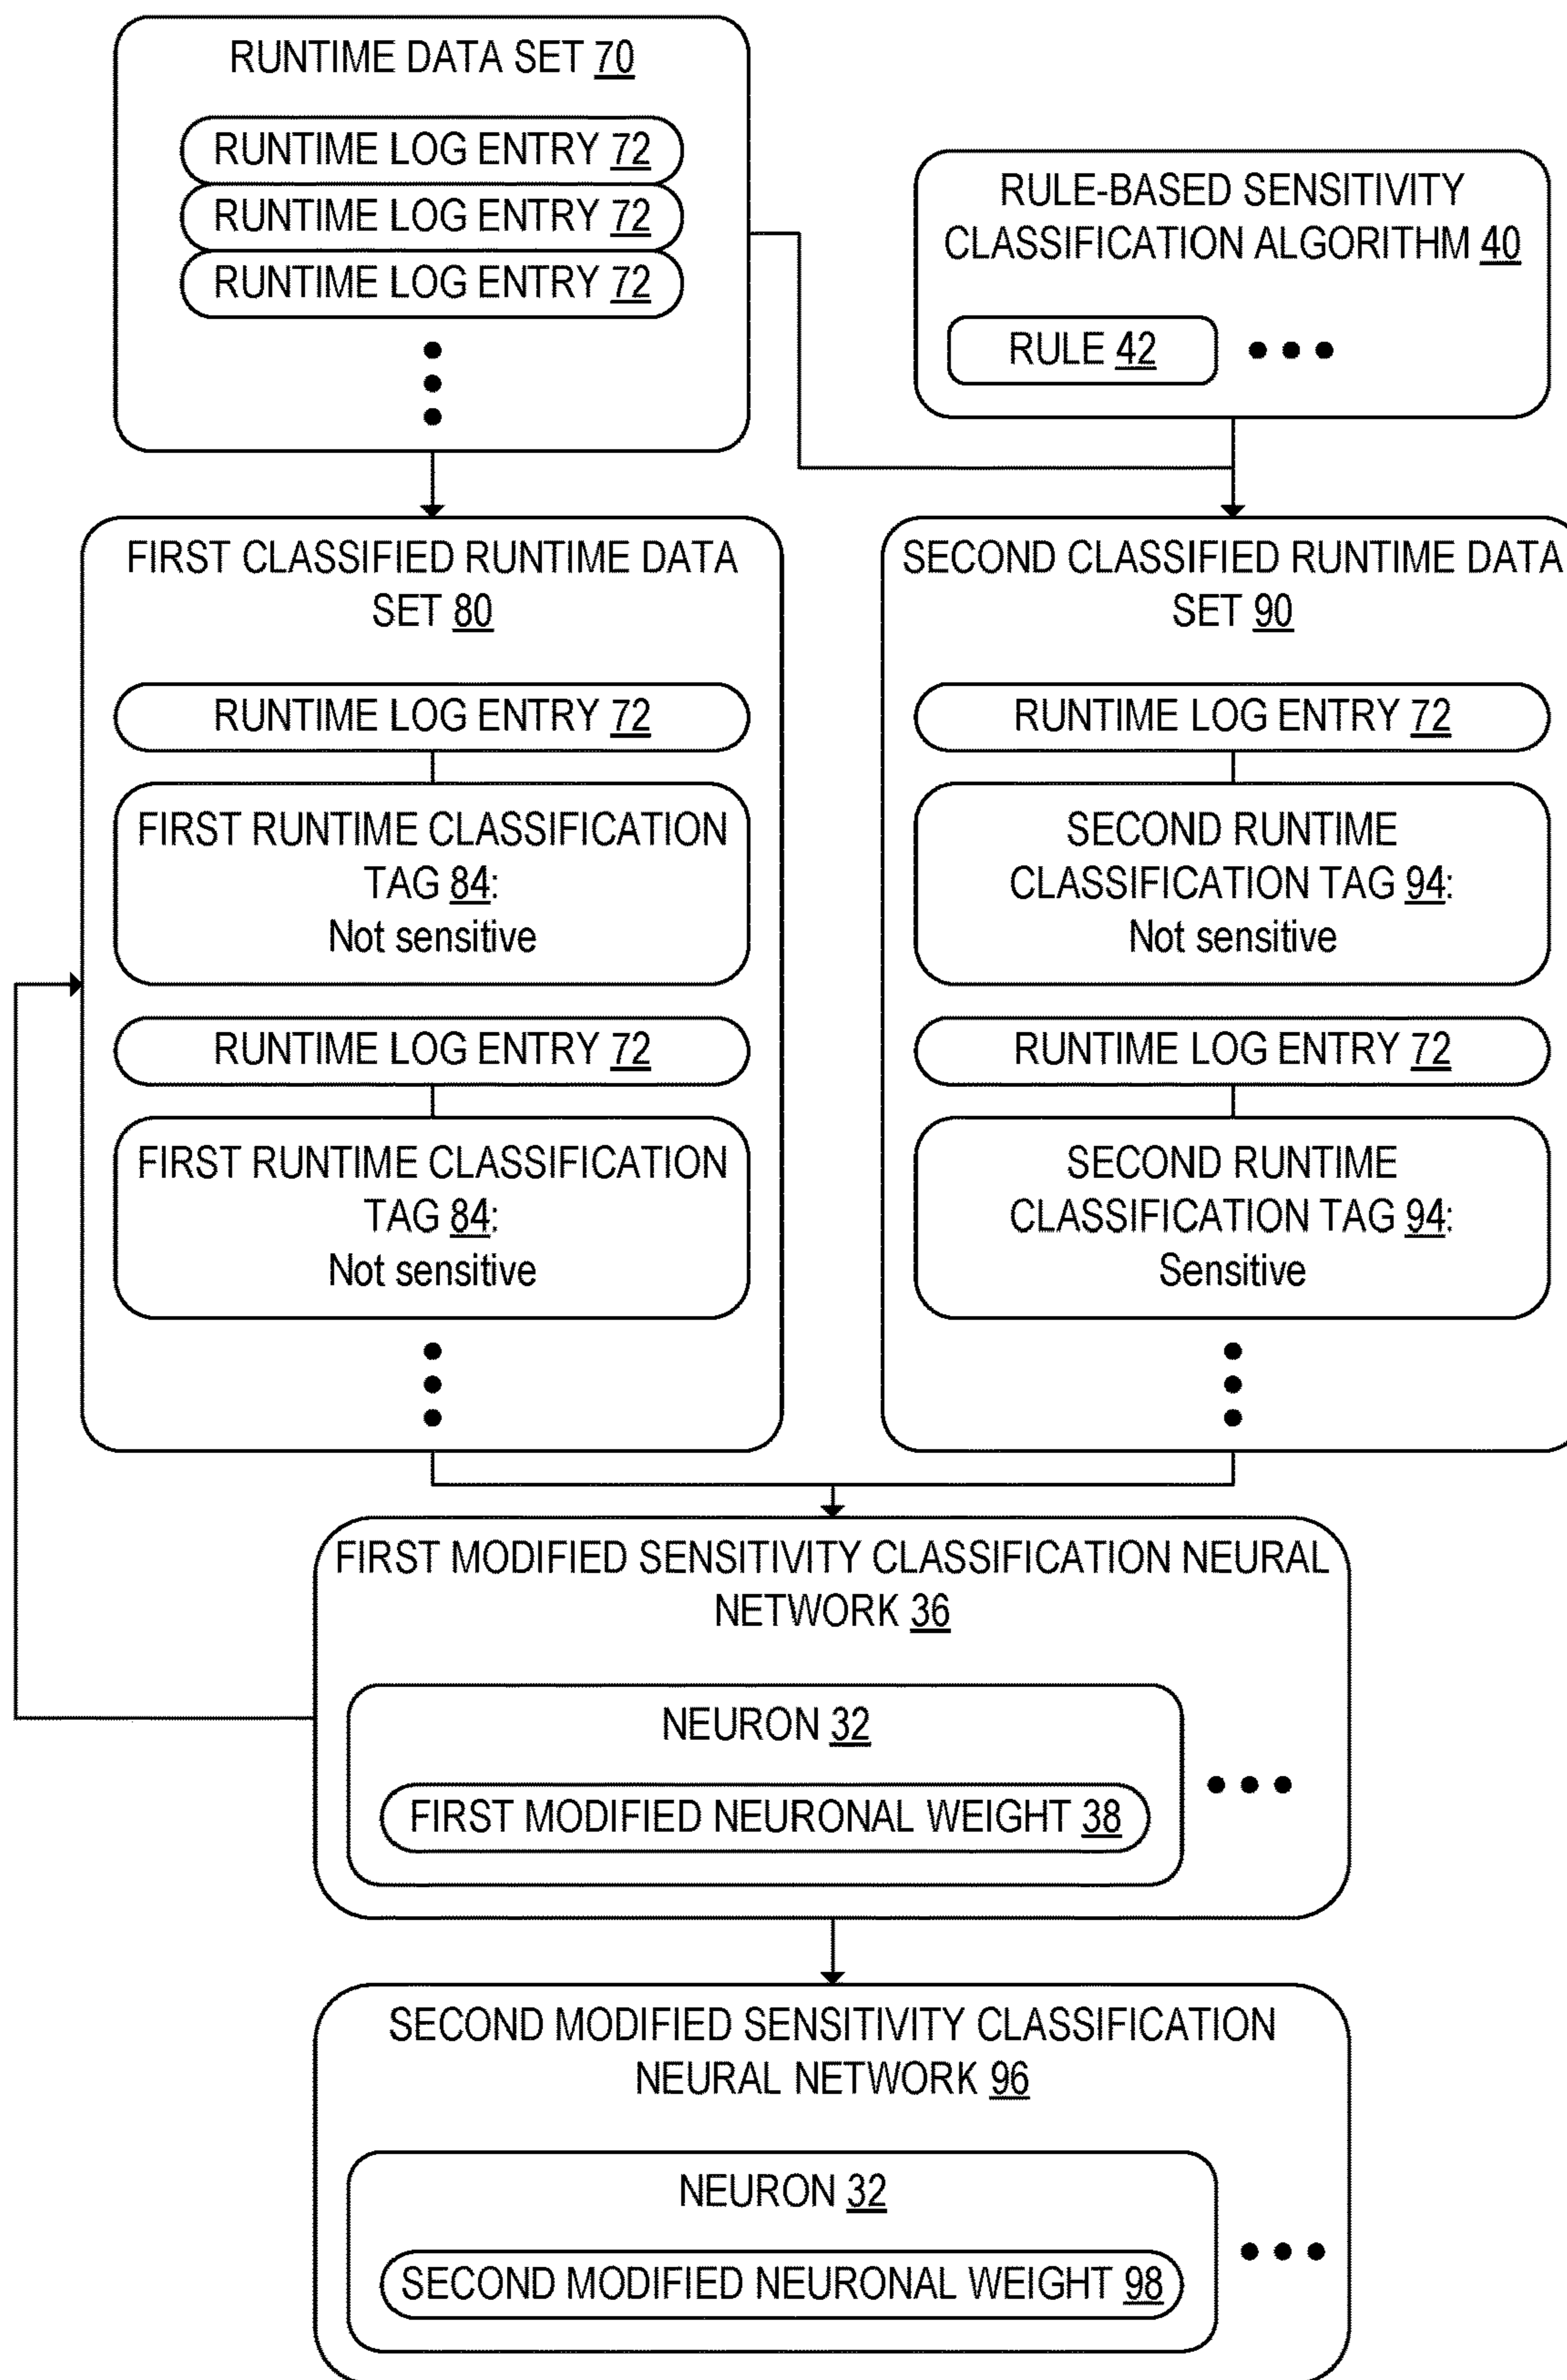 RUNTIME DATA SET 70
RUNTIME LOG ENTRY 72
RUNTIME LOG ENTRY 72
RUNTIME LOG ENTRY 72
RULE-BASED SENSITIVITY
CLASSIFICATION ALGORITHM 40
RULE 42
FIRST CLASSIFIED RUNTIME DATA
SET 80
RUNTIME LOG ENTRY 72
FIRST RUNTIME CLASSIFICATION
TAG 84:
Not sensitive
RUNTIME LOG ENTRY 72
FIRST RUNTIME CLASSIFICATION
TAG 84:
Not sensitive
SECOND CLASSIFIED RUNTIME DATA
SET 90
RUNTIME LOG ENTRY 72
SECOND RUNTIME
CLASSIFICATION TAG 94:
Not sensitive
RUNTIME LOG ENTRY 72
SECOND RUNTIME
CLASSIFICATION TAG 94:
Sensitive
FIRST MODIFIED SENSITIVITY CLASSIFICATION NEURAL
NETWORK 36
NEURON 32
FIRST MODIFIED NEURONAL WEIGHT 38
SECOND MODIFIED SENSITIVITY CLASSIFICATION
NEURAL NETWORK 96
NEURON 32
SECOND MODIFIED NEURONAL WEIGHT 98